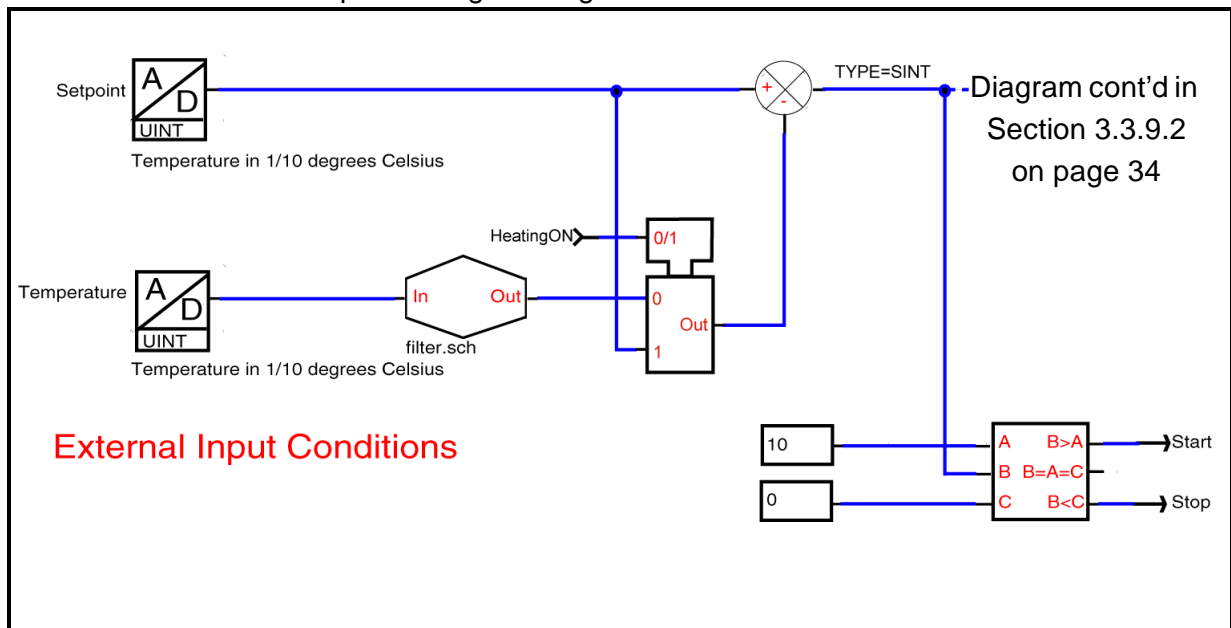 Setpoint
A
D
UINT
Temperature in 1/10 degrees Celsius
+
-
TYPE=SINT
Diagram cont’d in
Section 3.3.9.2
on page 34
HeatingON
0/1
Temperature
A
D
UINT
Temperature in 1/10 degrees Celsius
In
Out
filter.sch
0
Out
1
External Input Conditions
10
0
A
B>A
B
B=A=C
C
B<C
Start
Stop